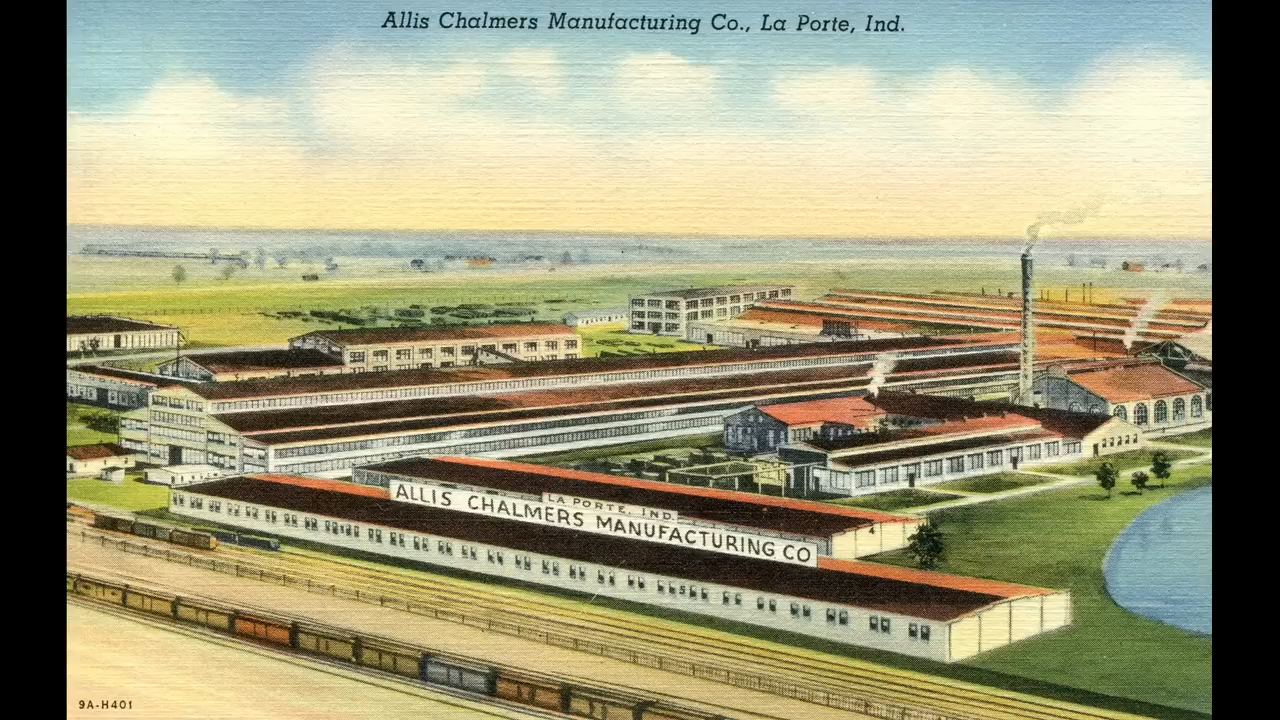 Allis Chalmers Manufacturing Co., La Porte, Ind.
LA PORTE, IND.
ALLIS CHALMERS MANUFACTURING CO
9A-H401